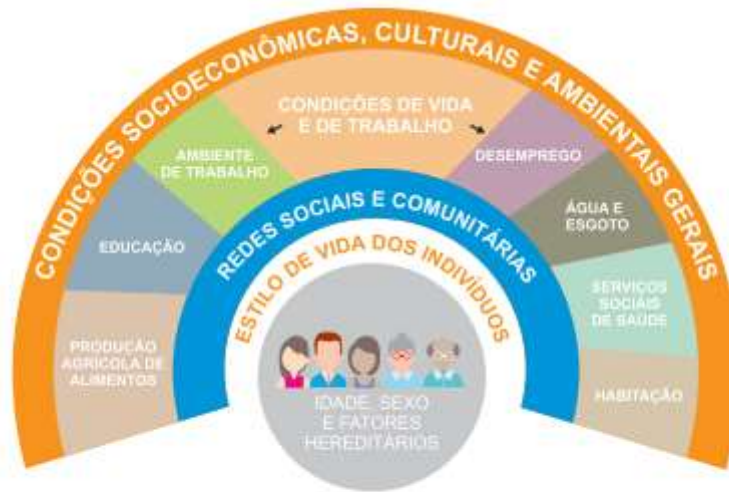 CONDIÇÕES SOCIOECONÔMICAS, CULTURAIS E AMBIENTAIS GERAIS
CONDIÇÕES DE VIDA
E DE TRABALHO
AMBIENTE
DE TRABALHO
DESEMPREGO
EDUCAÇÃO
ÁGUA E
ESGOTO
PRODUÇÃO
AGRÍCOLA DE
ALIMENTOS
SERVIÇOS
SOCIAIS
DE SAÚDE
HABITAÇÃO
REDES SOCIAIS E COMUNITÁRIAS
ESTILO DE VIDA DOS INDIVÍDUOS
IDADE, SEXO
E FATORES
HEREDITÁRIOS